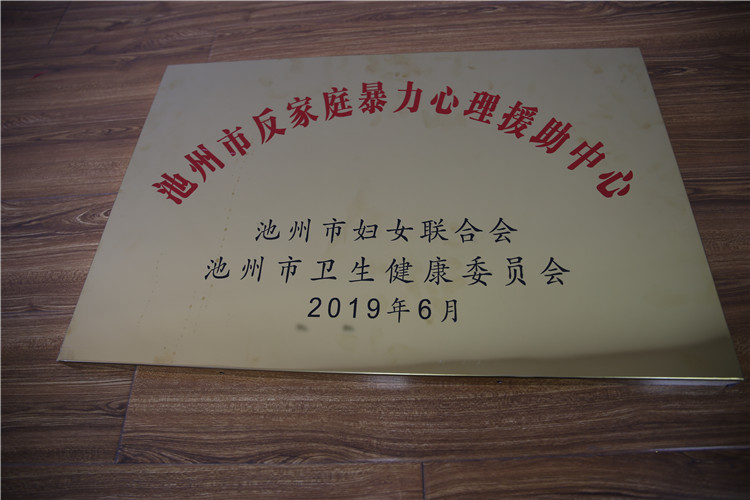 池州市反家庭暴力心理援助中心
池州市妇女联合会
池州市卫生健康委员会
2019年6月